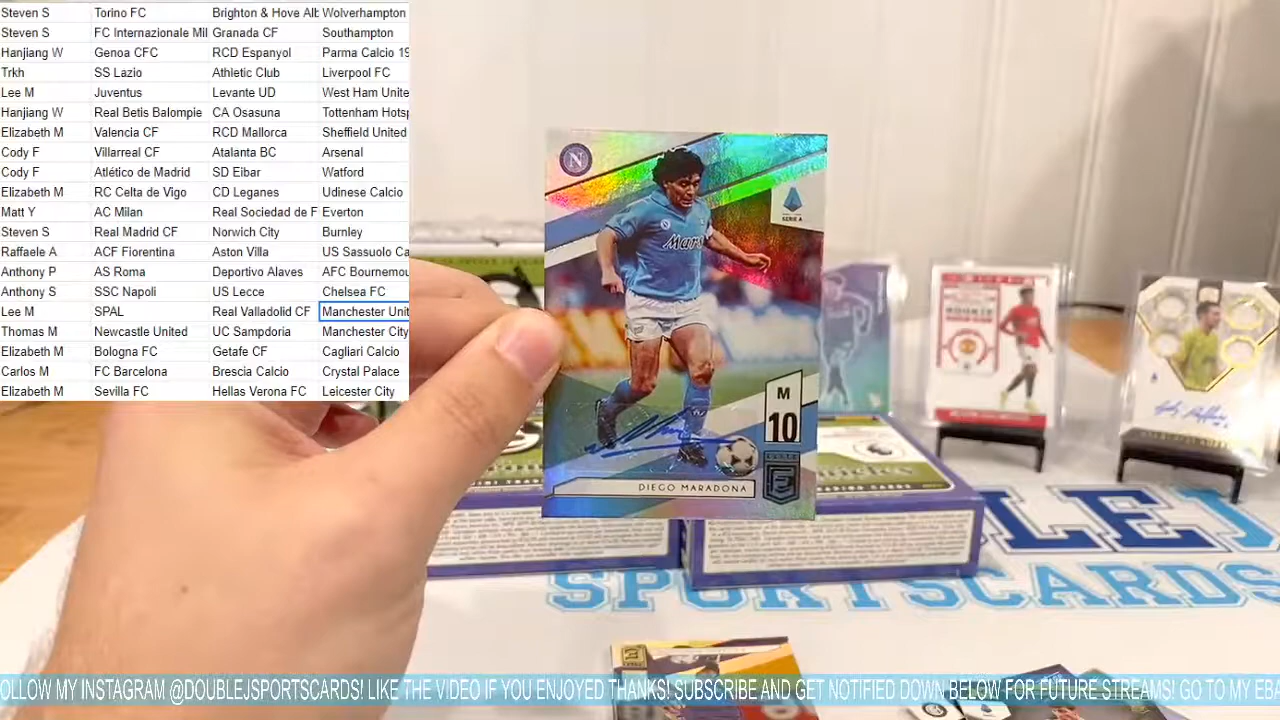 Steven S Torino FC Brighton & Hove Alb Wolverhampton
Steven S FC Internazionale Mil Granada CF Southampton
Hanjiang W Genoa CFC RCD Espanyol Parma Calcio 19
Trkh SS Lazio Athletic Club Liverpool FC
Lee M Juventus Levante UD West Ham Unite
Hanjiang W Real Betis Balompie CA Osasuna Tottenham Hotsp
Elizabeth M Valencia CF RCD Mallorca Sheffield United
Cody F Villarreal CF Atalanta BC Arsenal
Cody F Atlético de Madrid SD Eibar Watford
Elizabeth M RC Celta de Vigo CD Leganes Udinese Calcio
Matt Y AC Milan Real Sociedad de F Everton
Steven S Real Madrid CF Norwich City Burnley
Raffaele A ACF Fiorentina Aston Villa US Sassuolo Ca
Anthony P AS Roma Deportivo Alaves AFC Bournemou
Anthony S SSC Napoli US Lecce Chelsea FC
Lee M SPAL Real Valladolid CF Manchester Unit
Thomas M Newcastle United UC Sampdoria Manchester City
Elizabeth M Bologna FC Getafe CF Cagliari Calcio
Carlos M FC Barcelona Brescia Calcio Crystal Palace
Elizabeth M Sevilla FC Hellas Verona FC Leicester City
N
SERIE A
Mars
M
10
DIEGO MARADONA
ROOKIE
LEJ
SPORTSCARDS
OLLOW MY INSTAGRAM @DOUBLEJSPORTSCARDS! LIKE THE VIDEO IF YOU ENJOYED THANKS! SUBSCRIBE AND GET NOTIFIED DOWN BELOW FOR FUTURE STREAMS! GO TO MY EBA